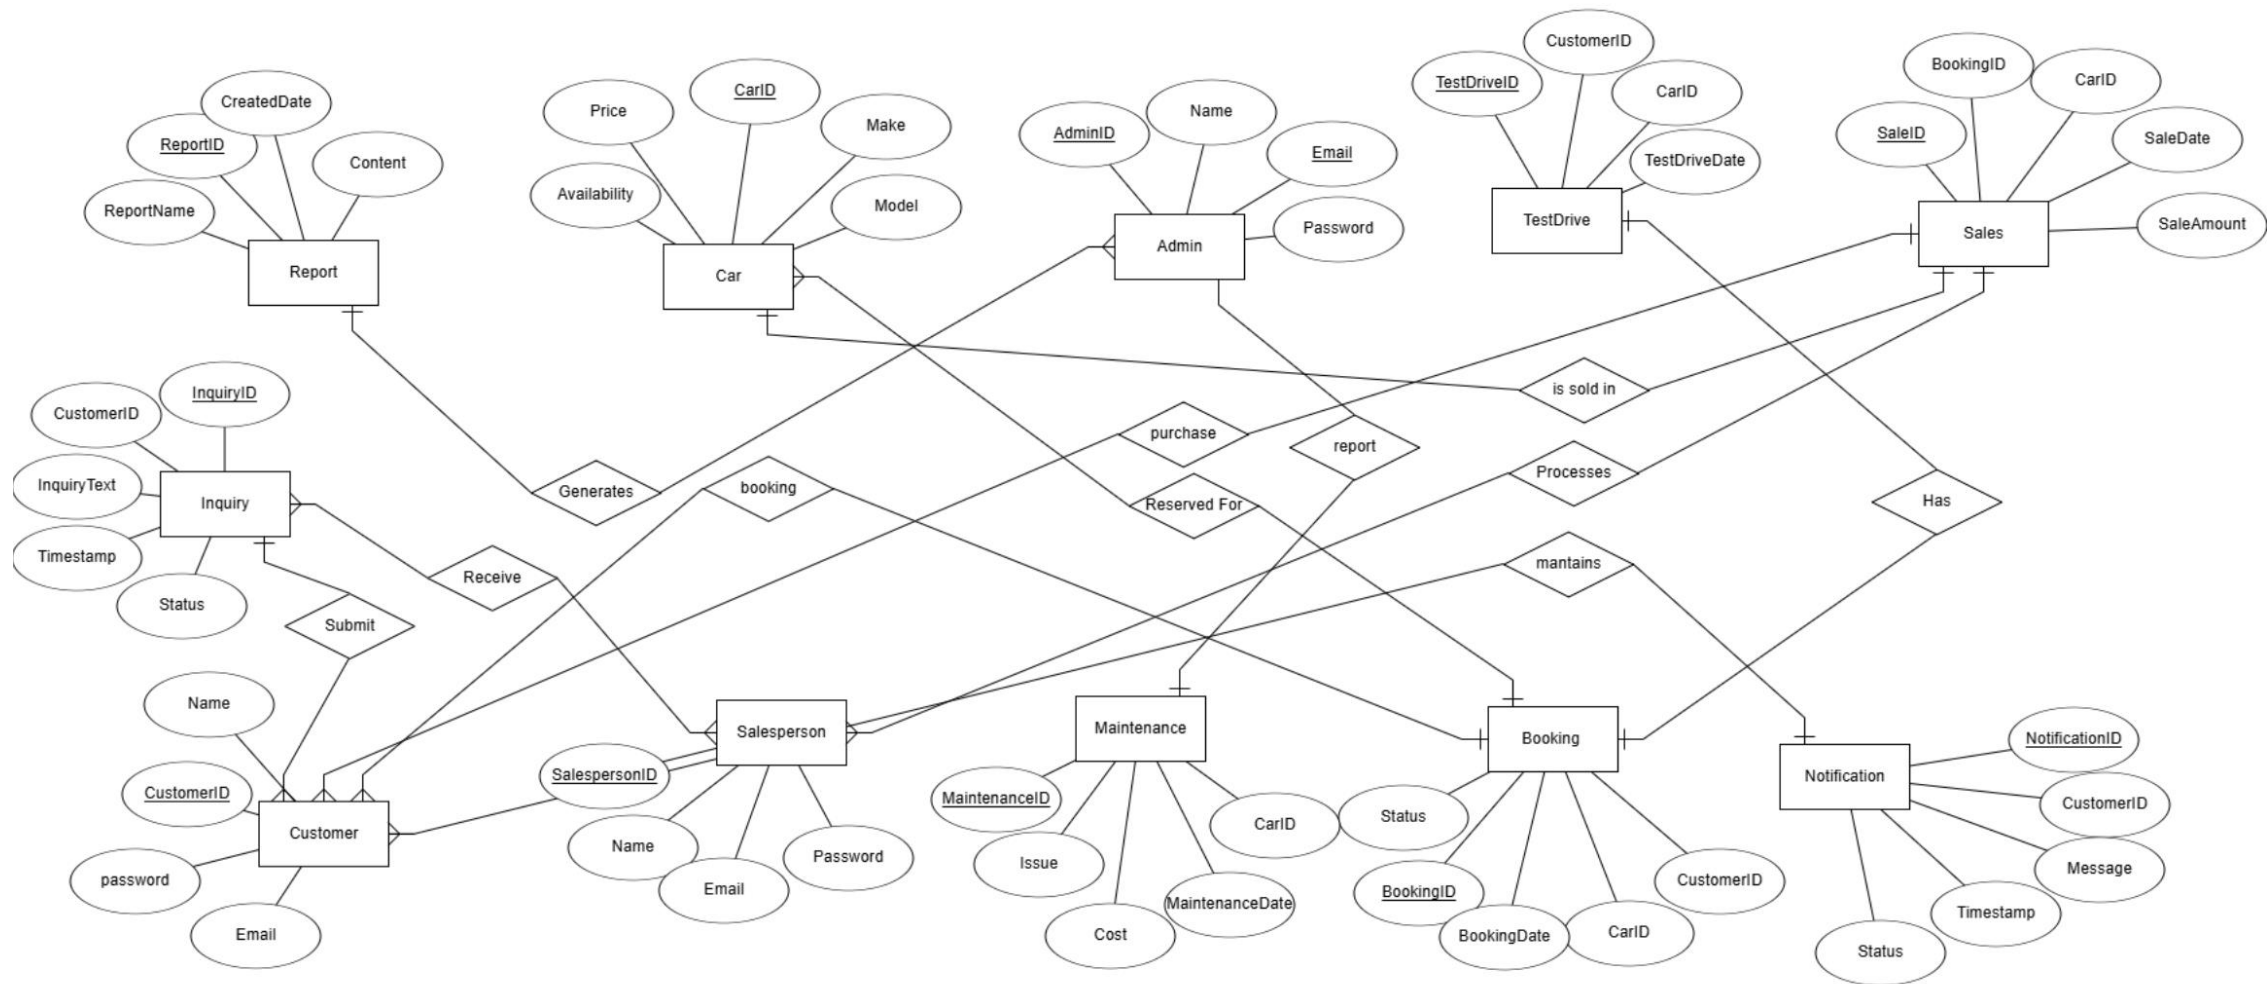 CustomerID
BookingID
CarID
TestDriveID
CarID
SaleID
SaleDate
TestDriveDate
SaleAmount
TestDrive
Sales
CreatedDate
ReportID
Content
ReportName
Report
Price
CarID
Make
Availability
Model
Car
AdminID
Name
Email
Password
Admin
is sold in
purchase
report
Processes
Generates
booking
Reserved For
Has
mantains
Receive
Submit
InquiryID
CustomerID
InquiryText
Inquiry
Timestamp
Status
Name
CustomerID
Customer
password
Email
Salesperson
SalespersonID
Name
Email
Password
Maintenance
MaintenanceID
Issue
CarID
MaintenanceDate
Cost
Booking
Status
BookingID
BookingDate
CarID
CustomerID
Notification
NotificationID
CustomerID
Message
Timestamp
Status